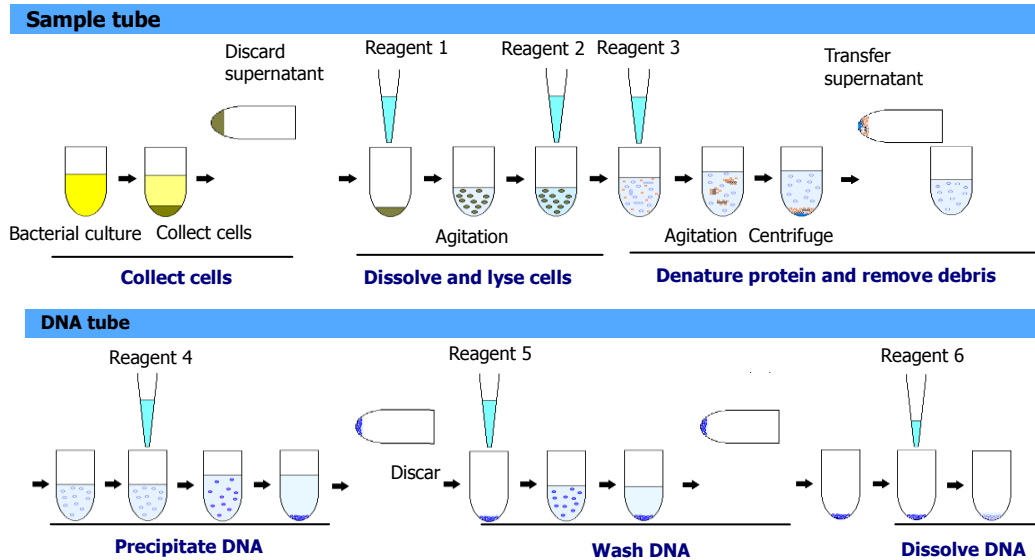 Sample tube
Reagent 1
Reagent 2
Reagent 3
Discard
supernatant
Transfer
supernatant
Bacterial culture
Collect cells
Agitation
Agitation
Centrifuge
Collect cells
Dissolve and lyse cells
Denature protein and remove debris
DNA tube
Reagent 4
Reagent 5
Reagent 6
Discar
Precipitate DNA
Wash DNA
Dissolve DNA